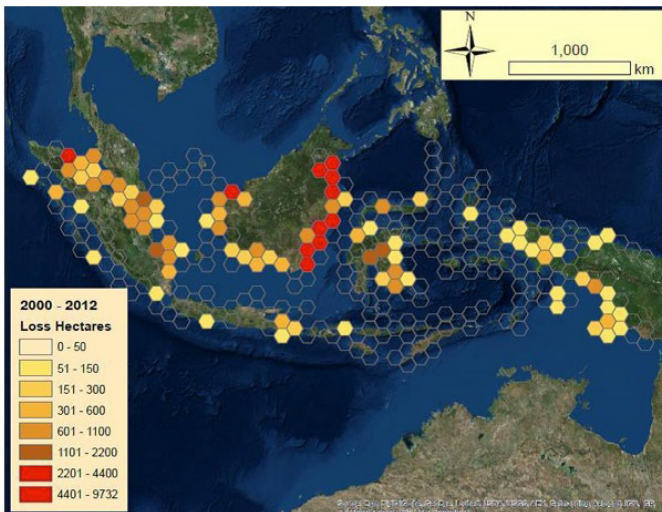 N
1,000
km
2000 - 2012
Loss Hectares
0 - 50
51 - 150
151 - 300
301 - 600
601 - 1100
1101 - 2200
2201 - 4400
4401 - 9732